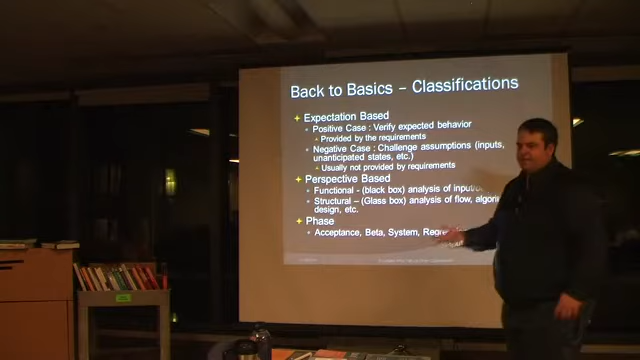 Back to Basics – Classifications
Expectation Based
Positive Case : Verify expected behavior
Provided by the requirements
Negative Case : Challenge assumptions (inputs,
unanticipated states, etc.)
Usually not provided by requirements
Perspective Based
Functional - (black box) analysis of
Structural – (Glass box) analysis of flow,
design, etc.
Phase
Acceptance, Beta, System,